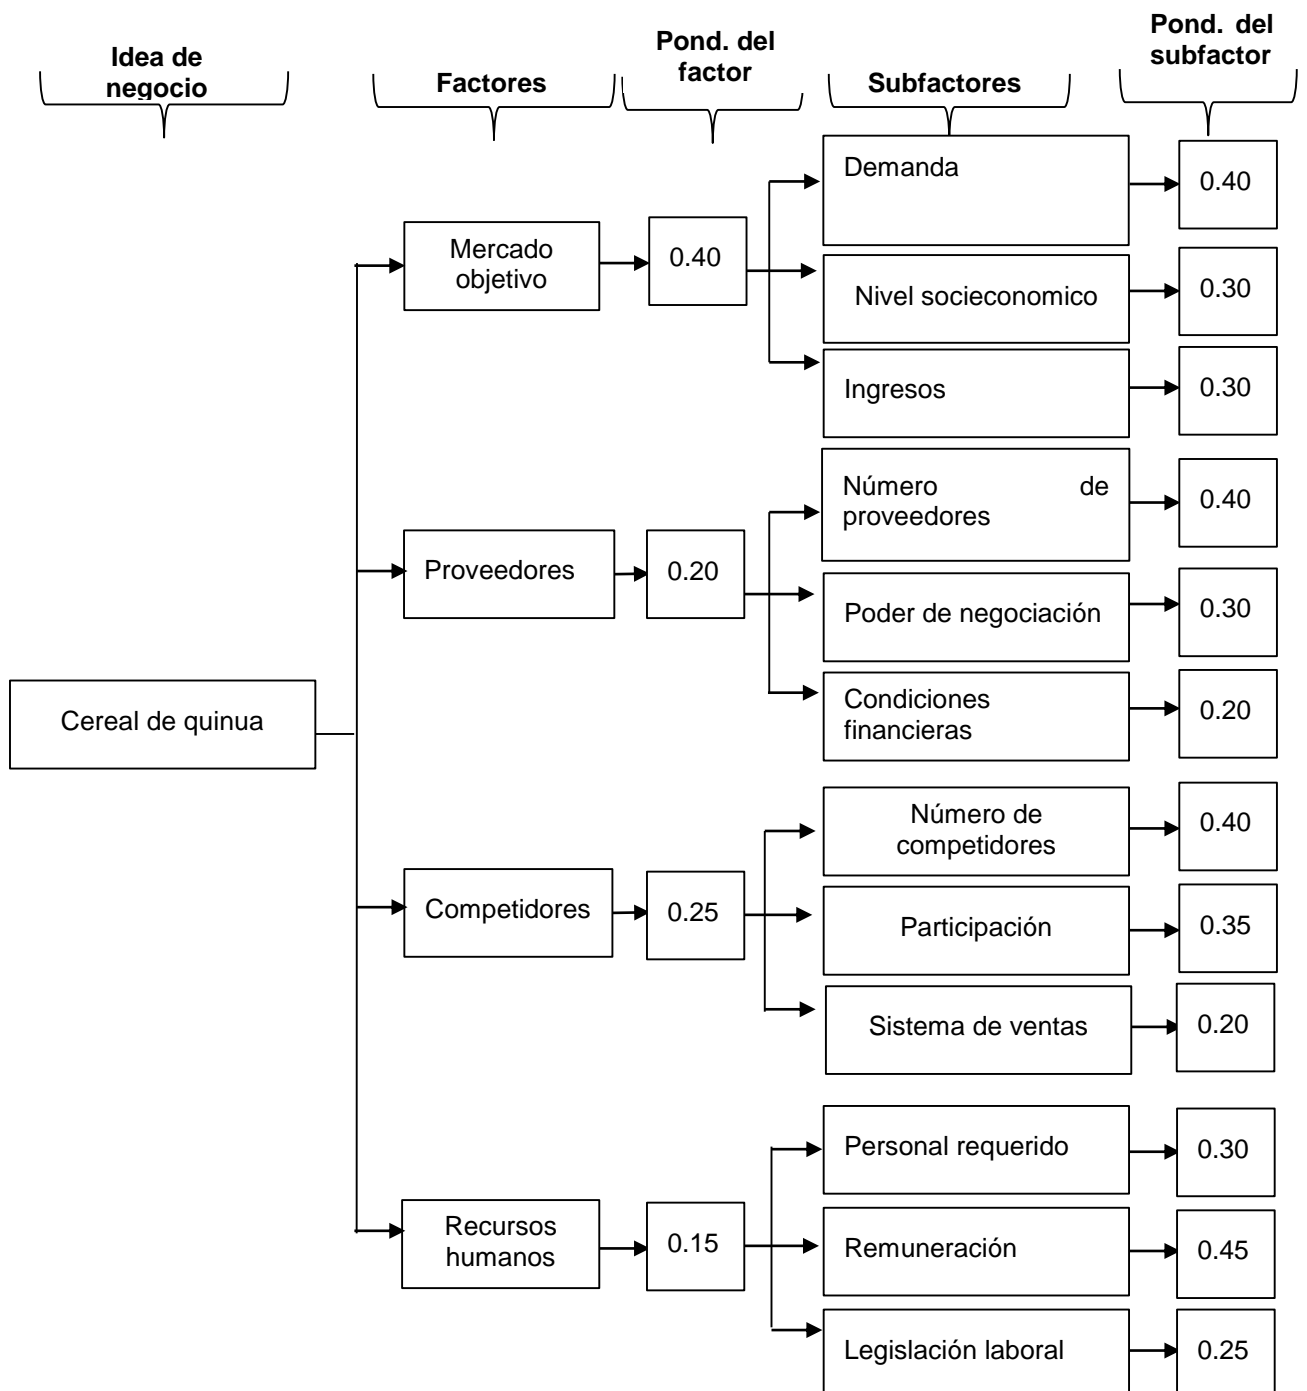 Idea de
negocio
Factores
Pond. del
factor
Subfactores
Pond. del
subfactor
Cereal de quinua
Mercado
objetivo
0.40
Demanda
0.40
Nivel socieconomico
0.30
Ingresos
0.30
Proveedores
0.20
Número de
proveedores
0.40
Poder de negociación
0.30
Condiciones
financieras
0.20
Competidores
0.25
Número de
competidores
0.40
Participación
0.35
Sistema de ventas
0.20
Recursos
humanos
0.15
Personal requerido
0.30
Remuneración
0.45
Legislación laboral
0.25